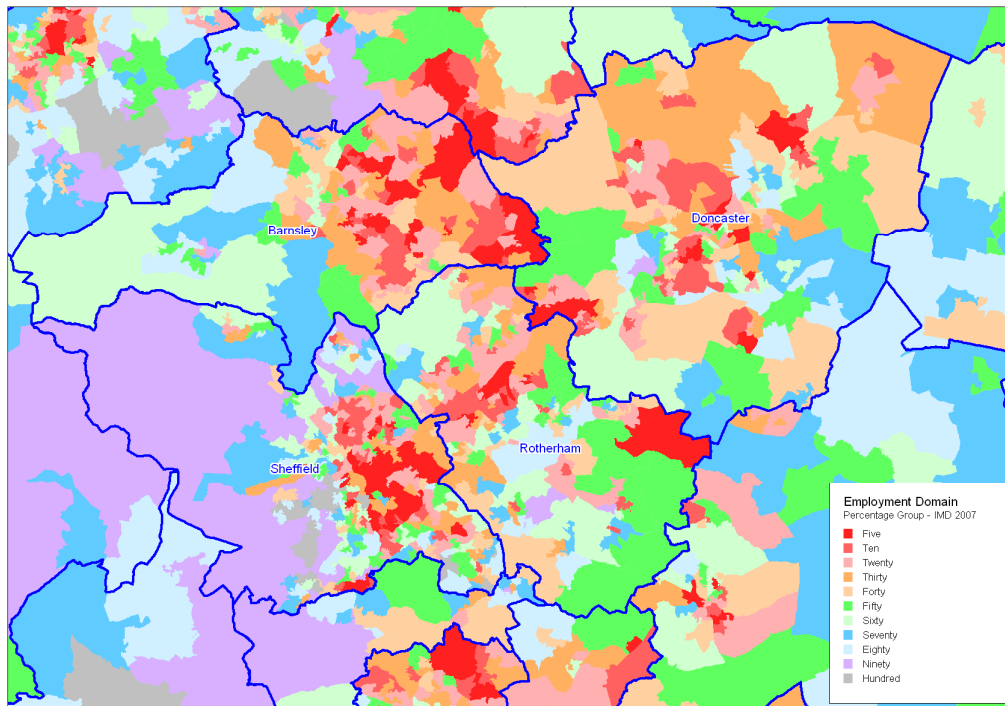 Doncaster
Barnsley
Rotherham
Sheffield
Employment Domain
Percentage Group - IMD 2007
Five
Ten
Twenty
Thirty
Forty
Fifty
Sixty
Seventy
Eighty
Ninety
Hundred